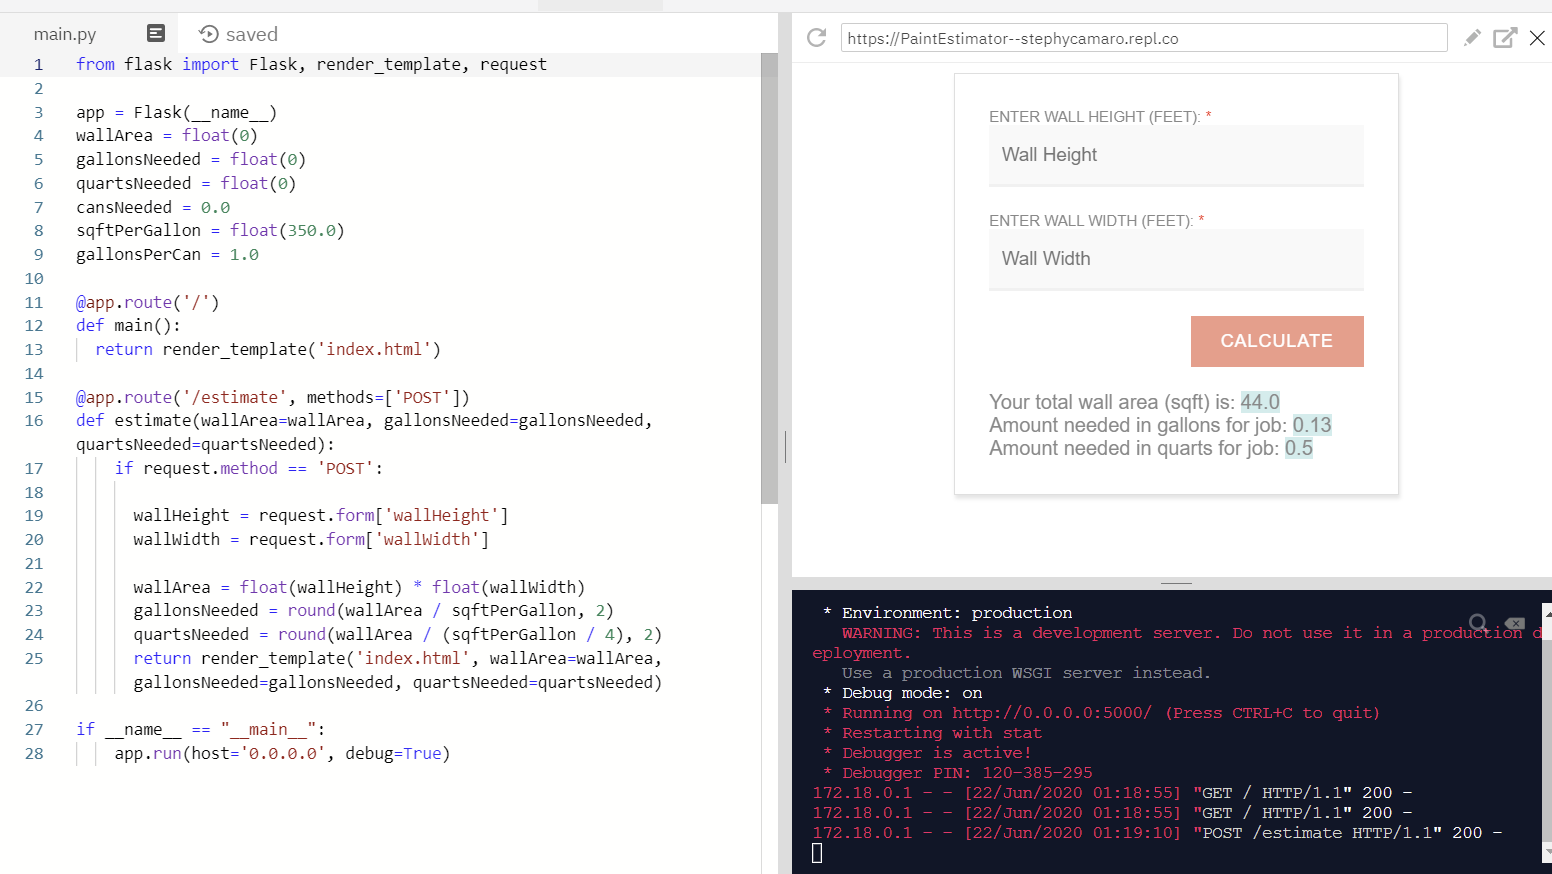 main.py
saved
1 from flask import Flask, render_template, request
2
3 app = Flask(__name__)
4 wallArea = float(0)
5 gallonsNeeded = float(0)
6 quartsNeeded = float(0)
7 cansNeeded = 0.0
8 sqftPerGallon = float(350.0)
9 gallonsPerCan = 1.0
10
11 @app.route('/')
12 def main():
13 return render_template('index.html')
14
15 @app.route('/estimate', methods=['POST'])
16 def estimate(wallArea=wallArea, gallonsNeeded=gallonsNeeded,
quartsNeeded=quartsNeeded):
17 if request.method == 'POST':
18
19 wallHeight = request.form['wallHeight']
20 wallWidth = request.form['wallWidth']
21
22 wallArea = float(wallHeight) * float(wallWidth)
23 gallonsNeeded = round(wallArea / sqftPerGallon, 2)
24 quartsNeeded = round(wallArea / (sqftPerGallon / 4), 2)
25 return render_template('index.html', wallArea=wallArea,
gallonsNeeded=gallonsNeeded, quartsNeeded=quartsNeeded)
26
27 if __name__ == "__main__":
28 app.run(host='0.0.0.0', debug=True)
https://PaintEstimator--stephycamaro.repl.co
ENTER WALL HEIGHT (FEET): *
Wall Height
ENTER WALL WIDTH (FEET): *
Wall Width
CALCULATE
Your total wall area (sqft) is: 44.0
Amount needed in gallons for job: 0.13
Amount needed in quarts for job: 0.5
* Environment: production
WARNING: This is a development server. Do not use it in a production d
eployment.
Use a production WSGI server instead.
* Debug mode: on
* Running on http://0.0.0.0:5000/ (Press CTRL+C to quit)
* Restarting with stat
* Debugger is active!
* Debugger PIN: 120-385-295
172.18.0.1 - - [22/Jun/2020 01:18:55] "GET / HTTP/1.1" 200 -
172.18.0.1 - - [22/Jun/2020 01:18:55] "GET / HTTP/1.1" 200 -
172.18.0.1 - - [22/Jun/2020 01:19:10] "POST /estimate HTTP/1.1" 200 -